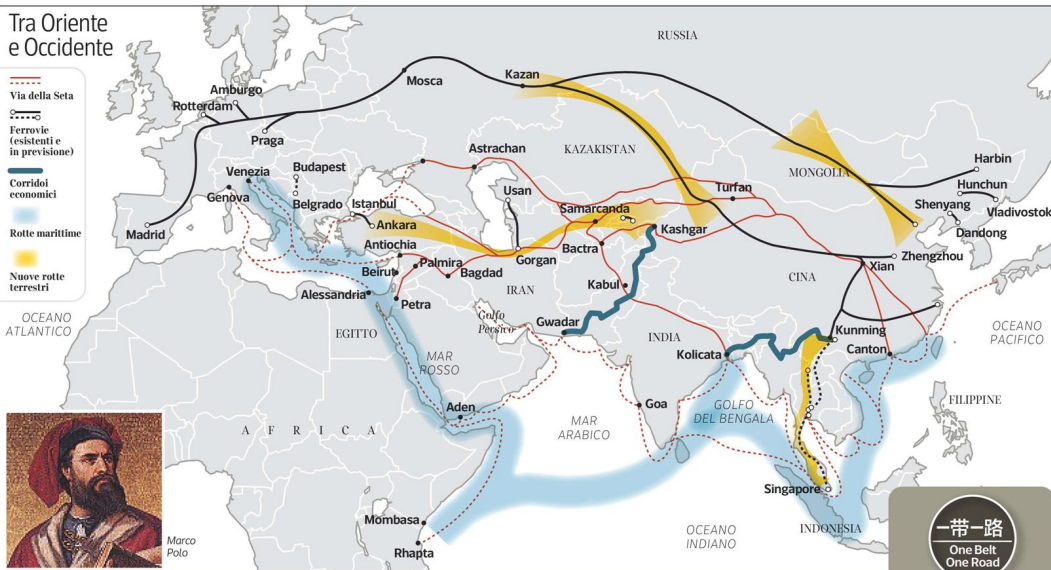 Tra Oriente
e Occidente
Via della Seta
Ferrovie
(esistenti e
in previsione)
Corridoi
economici
Rotte marittime
Nuove rotte
terrestri
RUSSIA
Mosca
Kazan
Amburgo
Rotterdam
Praga
Astrachan
KAZAKISTAN
MONGOLIA
Harbin
Hunchun
Vladivostok
Shenyang
Dandong
Venezia
Budapest
Genova
Belgrado
Istanbul
Usan
Turfan
Samarcanda
Madrid
Ankara
Kashgar
Antiochia
Gorgan
Bactra
Zhengzhou
Palmira
Beirut
Bagdad
Xian
IRAN
Kabul
CINA
Alessandria
Petra
OCEANO
ATLANTICO
EGITTO
Golfo
Persico
Gwadar
INDIA
Kunming
OCEANO
PACIFICO
MAR
ROSSO
Kolicata
Canton
Aden
Goa
GOLFO
DEL BENGALA
FILIPPINE
AFRICA
MAR
ARABICO
Singapore
Mombasa
OCEANO
INDIANO
INDONESIA
Rhapta
Marco
Polo
一带一路
One Belt
One Road